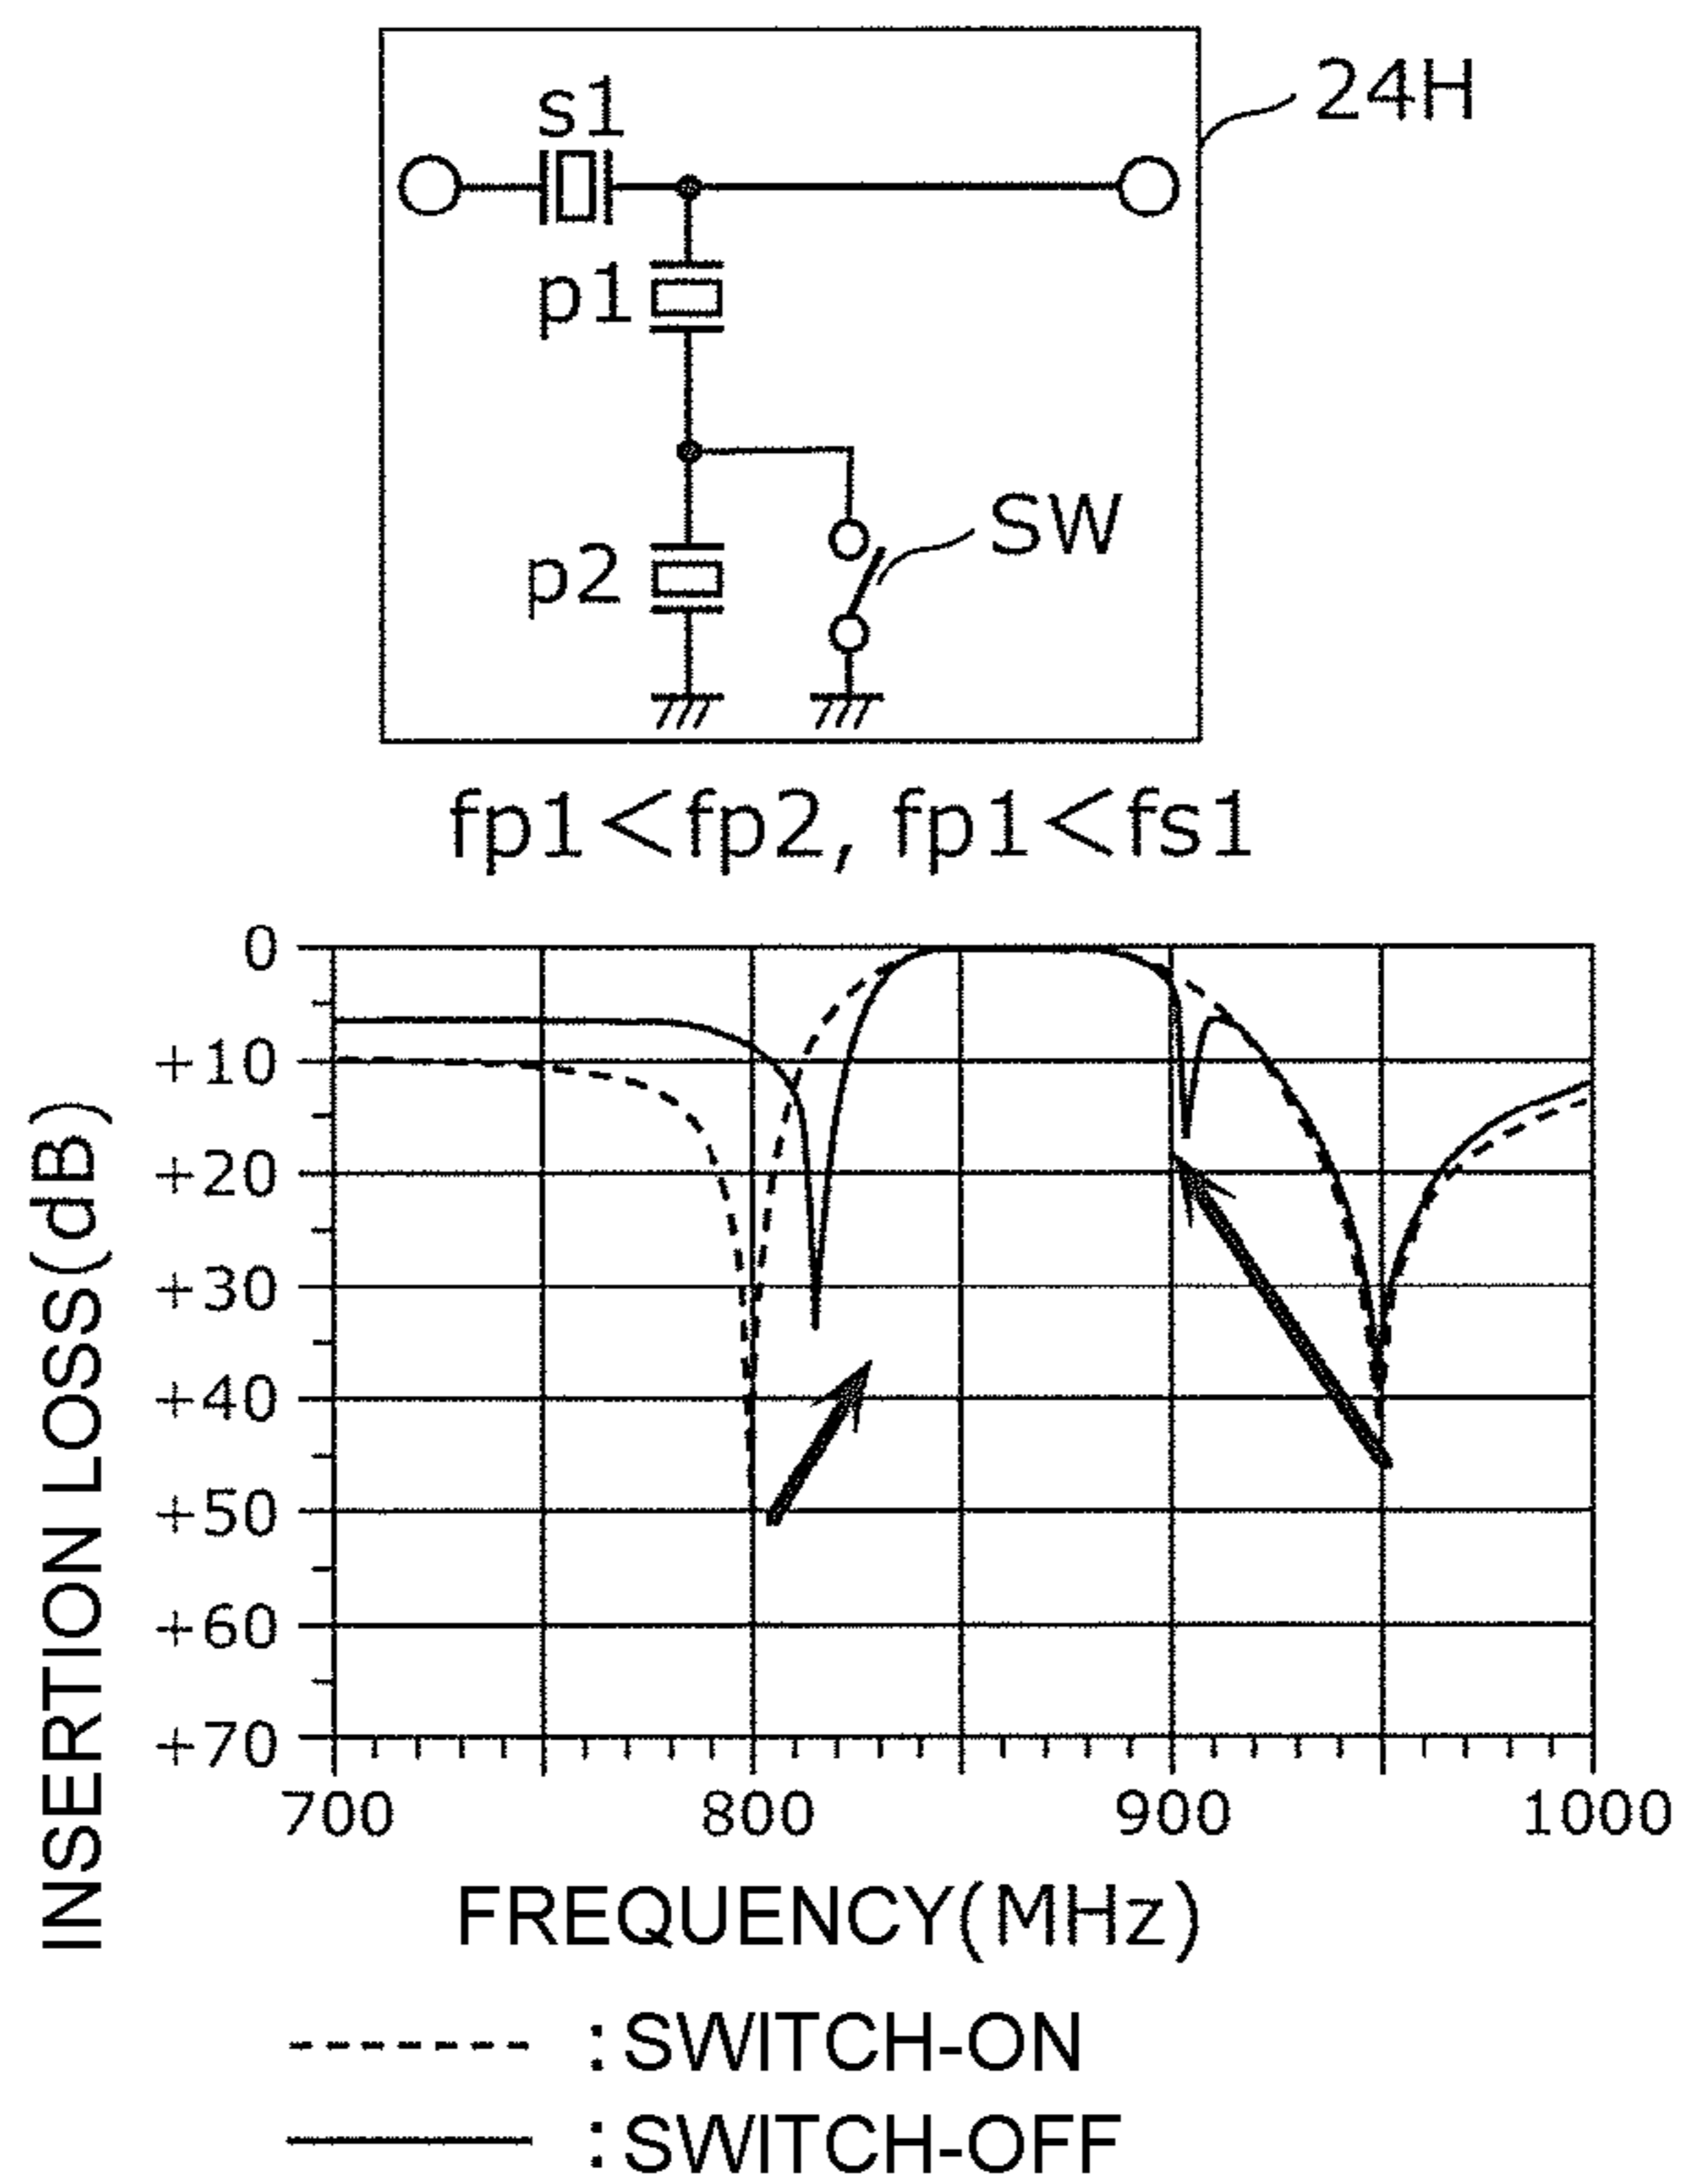 24H
s1
p1
SW
p2
fp1<fp2, fp1<fs1
INSERTION LOSS(dB)
0
+10
+20
+30
+40
+50
+60
+70
700 800 900 1000
FREQUENCY(MHz)
:SWITCH-ON
:SWITCH-OFF